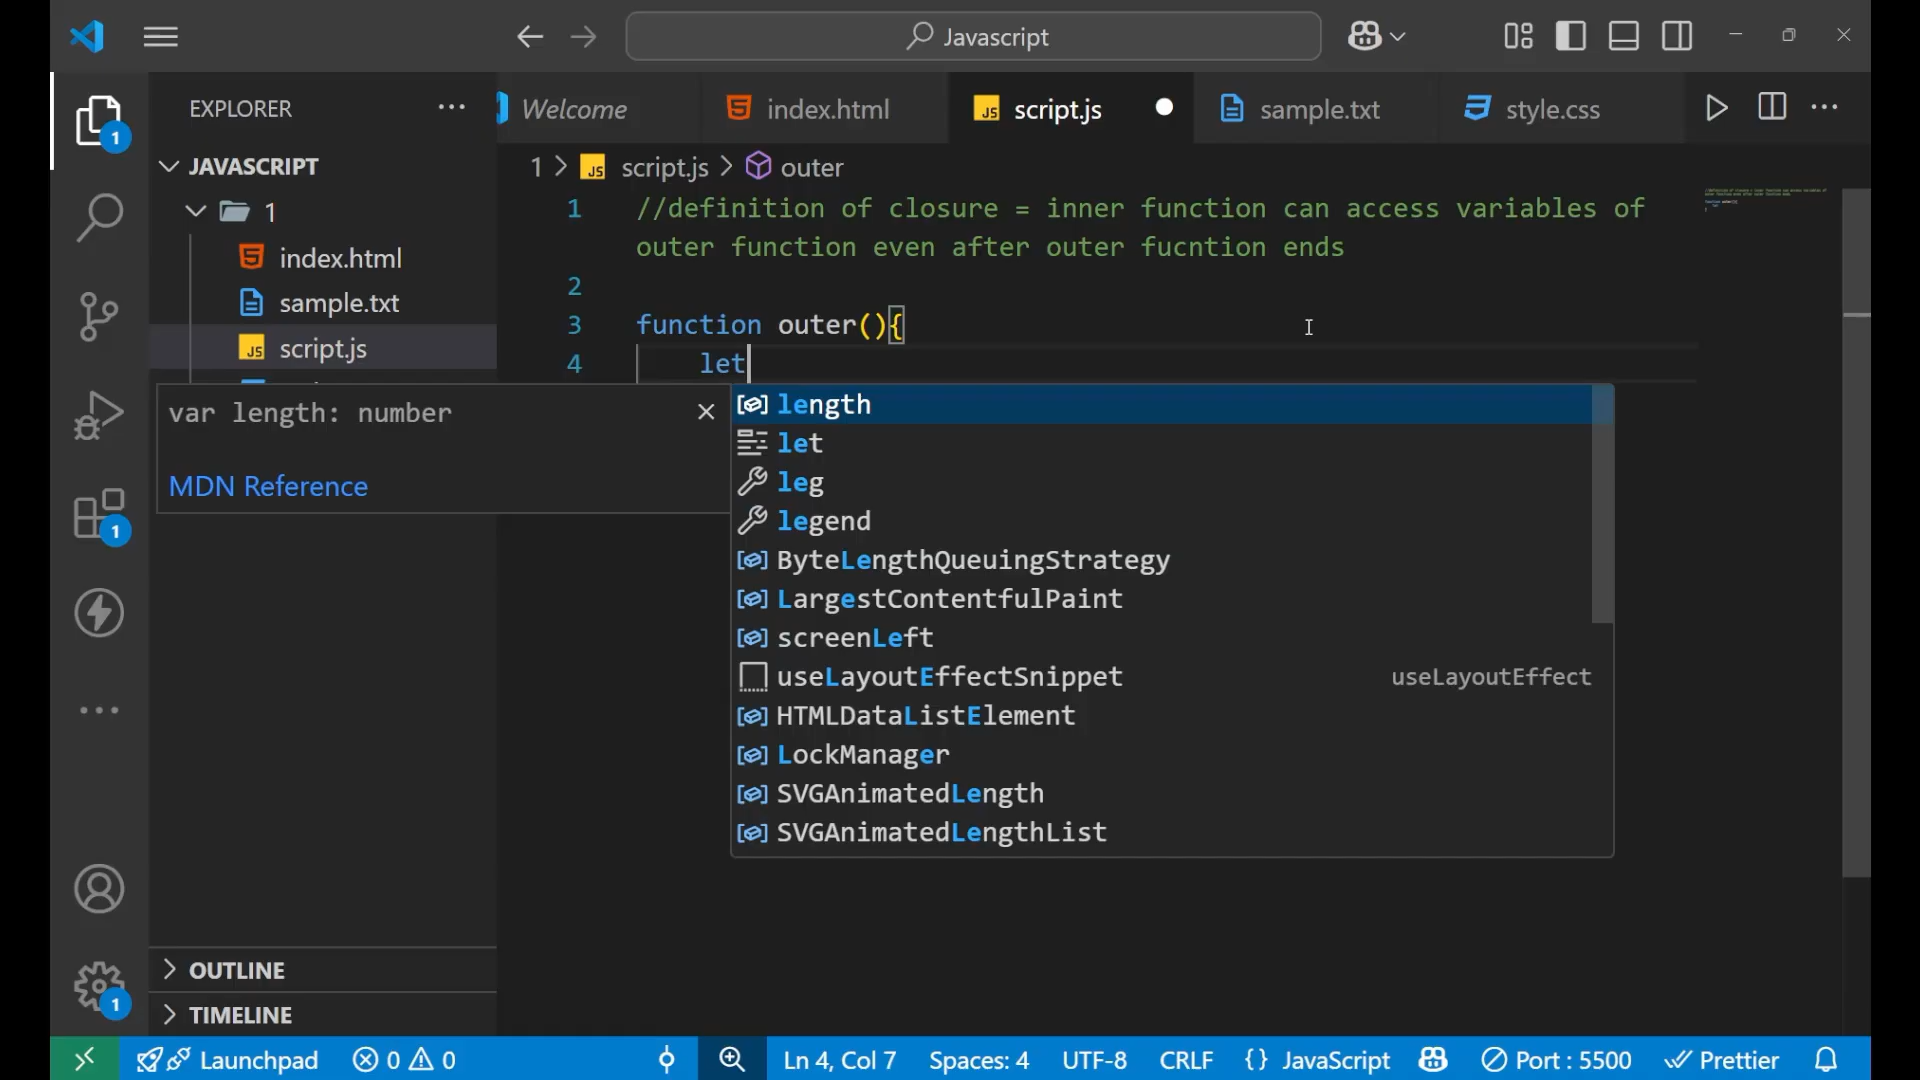 Javascript
EXPLORER
Welcome
index.html
script.js
sample.txt
style.css
JAVASCRIPT
1 > script.js > outer
1
index.html
sample.txt
script.js
1 //definition of closure = inner function can access variables of
outer function even after outer fucntion ends
2
3 function outer(){
4 let
var length: number
MDN Reference
length
let
leg
legend
ByteLengthQueuingStrategy
LargestContentfulPaint
screenLeft
useLayoutEffectSnippet useLayoutEffect
HTMLDataListElement
LockManager
SVGAnimatedLength
SVGAnimatedLengthList
1
1
1
OUTLINE
TIMELINE
Launchpad 0 0 Ln 4, Col 7 Spaces: 4 UTF-8 CRLF {} JavaScript Port : 5500 Prettier